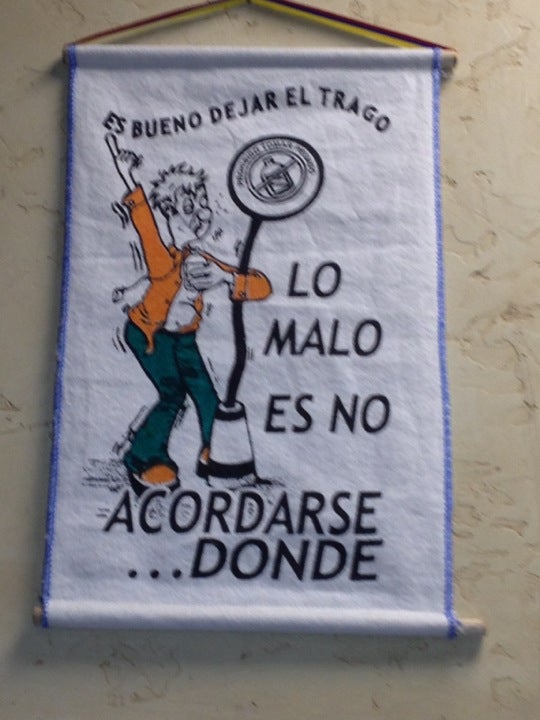 ES BUENO DEJAR EL TRAGO
LO
MALO
ES NO
ACORDARSE
...DONDE